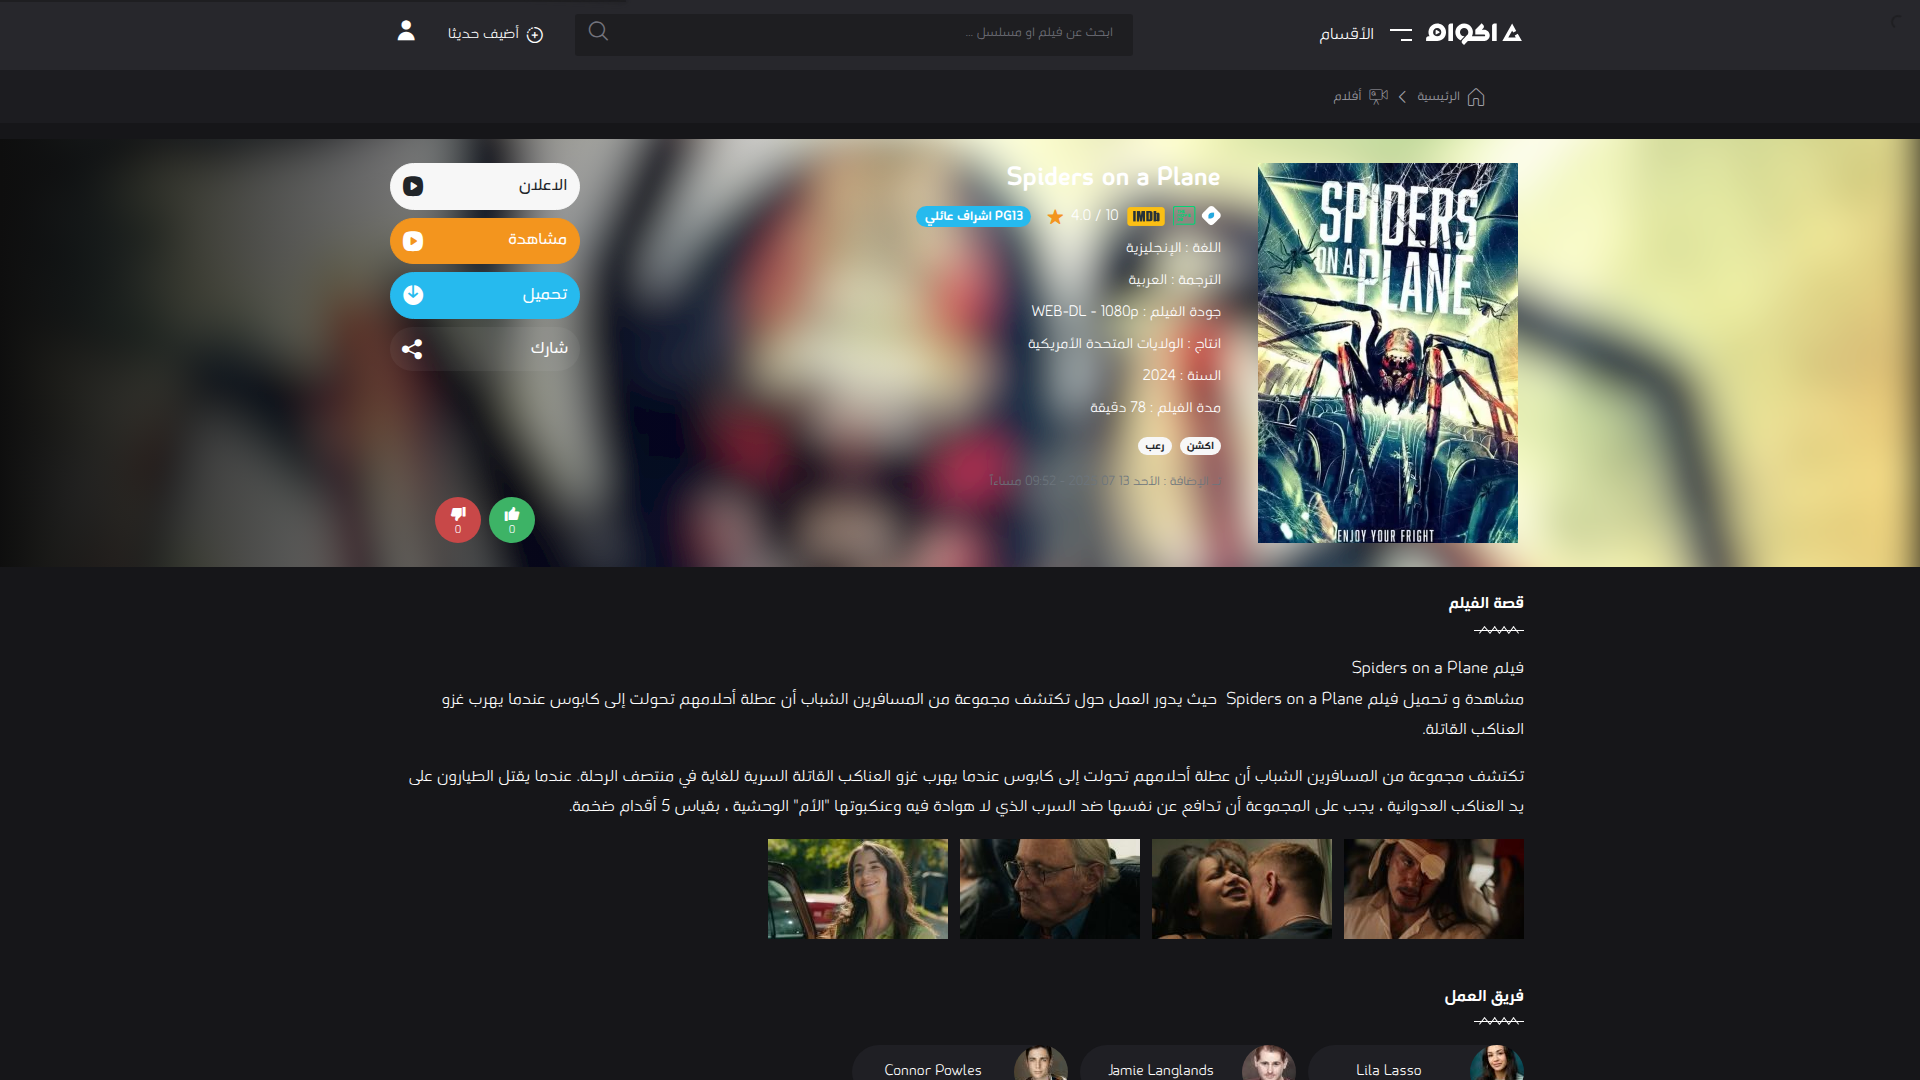 اكوام
الأقسام
ابحث عن فيلم او مسلسل ...
أضيف حديثا
الرئيسية
أفلام
SPIDERS
ON A
PLANE
ENJOY YOUR FRIGHT
Spiders on a Plane
IMDb 10 / 4.0
PG13 اشراف عائلي
اللغة : الإنجليزية
الترجمة : العربية
جودة الفيلم : WEB-DL - 1080p
انتاج : الولايات المتحدة الأمريكية
السنة : 2024
مدة الفيلم : 78 دقيقة
اكشن
رعب
الإضافة : الأحد 13 07 - 09:52 مساءً
الاعلان
مشاهدة
تحميل
شارك
0
0
قصة الفيلم
فيلم Spiders on a Plane
مشاهدة و تحميل فيلم Spiders on a Plane حيث يدور العمل حول تكتشف مجموعة من المسافرين الشباب أن عطلة أحلامهم تحولت إلى كابوس عندما يهرب غزو
العناكب القاتلة.
تكتشف مجموعة من المسافرين الشباب أن عطلة أحلامهم تحولت إلى كابوس عندما يهرب غزو العناكب القاتلة السرية للغاية في منتصف الرحلة. عندما يقتل الطيارون على
يد العناكب العدوانية ، يجب على المجموعة أن تدافع عن نفسها ضد السرب الذي لا هوادة فيه وعنكبوتها "الأم" الوحشية ، بقياس 5 أقدام ضخمة.
فريق العمل
Lila Lasso
Jamie Langlands
Connor Powles